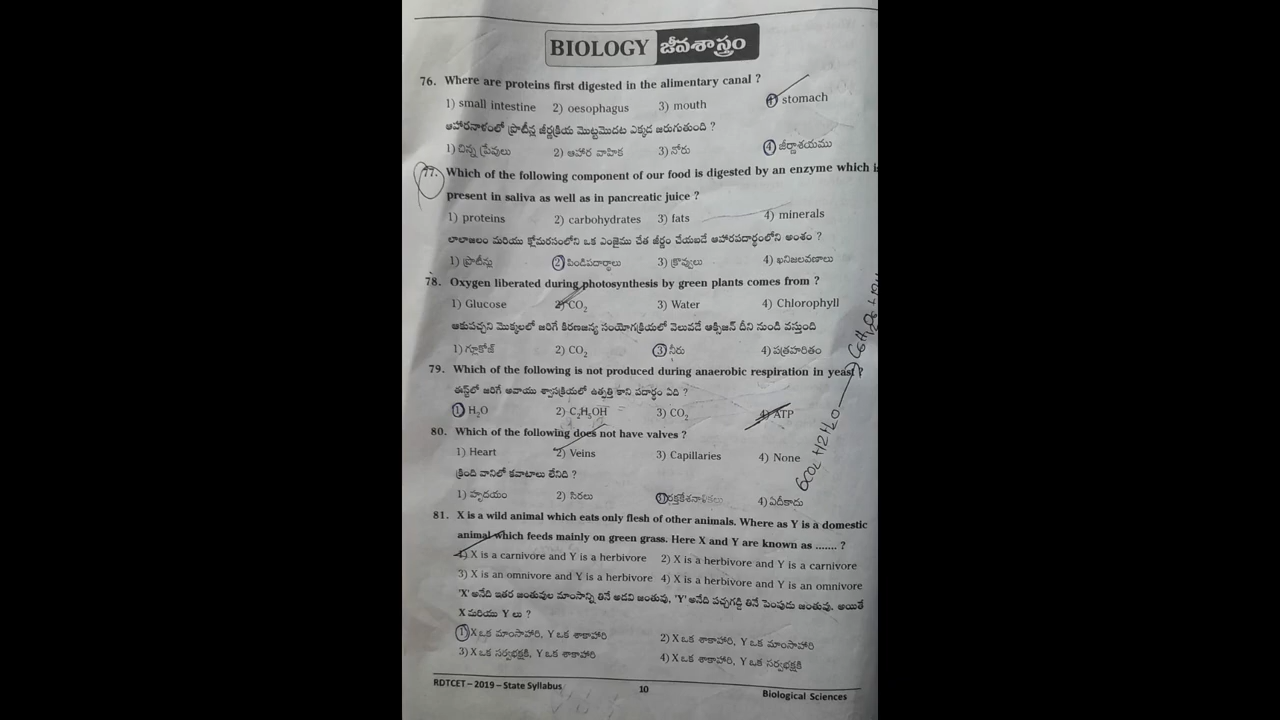 BIOLOGY జీవశాస్త్రం
76. Where are proteins first digested in the alimentary canal ?
1) small intestine 2) oesophagus 3) mouth 4) stomach
ఆహారనాళంలో ప్రొటీన్ల జీర్ణక్రియ మొట్టమొదట ఎక్కడ జరుగుతుంది ?
1) చిన్న ప్రేవులు 2) ఆహార వాహిక 3) నోరు 4) జీర్ణాశయము
77. Which of the following component of our food is digested by an enzyme which is
present in saliva as well as in pancreatic juice ?
1) proteins 2) carbohydrates 3) fats 4) minerals
లాలాజలం మరియు క్లోమరసంలోని ఒక ఎంజైము చేత జీర్ణం చేయబడే ఆహారపదార్థంలోని అంశం ?
1) ప్రొటీన్లు 2) పిండిపదార్థాలు 3) క్రొవ్వులు 4) ఖనిజలవణాలు
78. Oxygen liberated during photosynthesis by green plants comes from ?
1) Glucose 2) CO₂ 3) Water 4) Chlorophyll
ఆకుపచ్చని మొక్కలలో జరిగే కిరణజన్య సంయోగక్రియలో వెలువడే ఆక్సిజన్ దీని నుండి వస్తుంది
1) గ్లూకోజ్ 2) CO₂ 3) నీరు 4) పత్రహరితం
79. Which of the following is not produced during anaerobic respiration in yeast ?
ఈస్ట్‌లో జరిగే అవాయు శ్వాసక్రియలో ఉత్పత్తి కాని పదార్థం ఏది ?
1) H₂O 2) C₂H₅OH 3) CO₂ 4) ATP
80. Which of the following does not have valves ?
1) Heart 2) Veins 3) Capillaries 4) None
క్రింది వానిలో కవాటాలు లేనిది ?
1) హృదయం 2) సిరలు 3) రక్తకేశనాళికలు 4) ఏదీకాదు
81. X is a wild animal which eats only flesh of other animals. Where as Y is a domestic
animal which feeds mainly on green grass. Here X and Y are known as ....... ?
1) X is a carnivore and Y is a herbivore 2) X is a herbivore and Y is a carnivore
3) X is an omnivore and Y is a herbivore 4) X is a herbivore and Y is an omnivore
'X' అనేది ఇతర జంతువుల మాంసాన్ని తినే అడవి జంతువు, 'Y' అనేది పచ్చగడ్డి తినే పెంపుడు జంతువు. అయితే
X మరియు Y లు ?
1) X ఒక మాంసాహారి, Y ఒక శాకాహారి 2) X ఒక శాకాహారి, Y ఒక మాంసాహారి
3) X ఒక సర్వభక్షకి, Y ఒక శాకాహారి 4) X ఒక శాకాహారి, Y ఒక సర్వభక్షకి
RDTCET – 2019 – State Syllabus 10 Biological Sciences
6CO₂ + 12H₂O → C₆H₁₂O₆ +